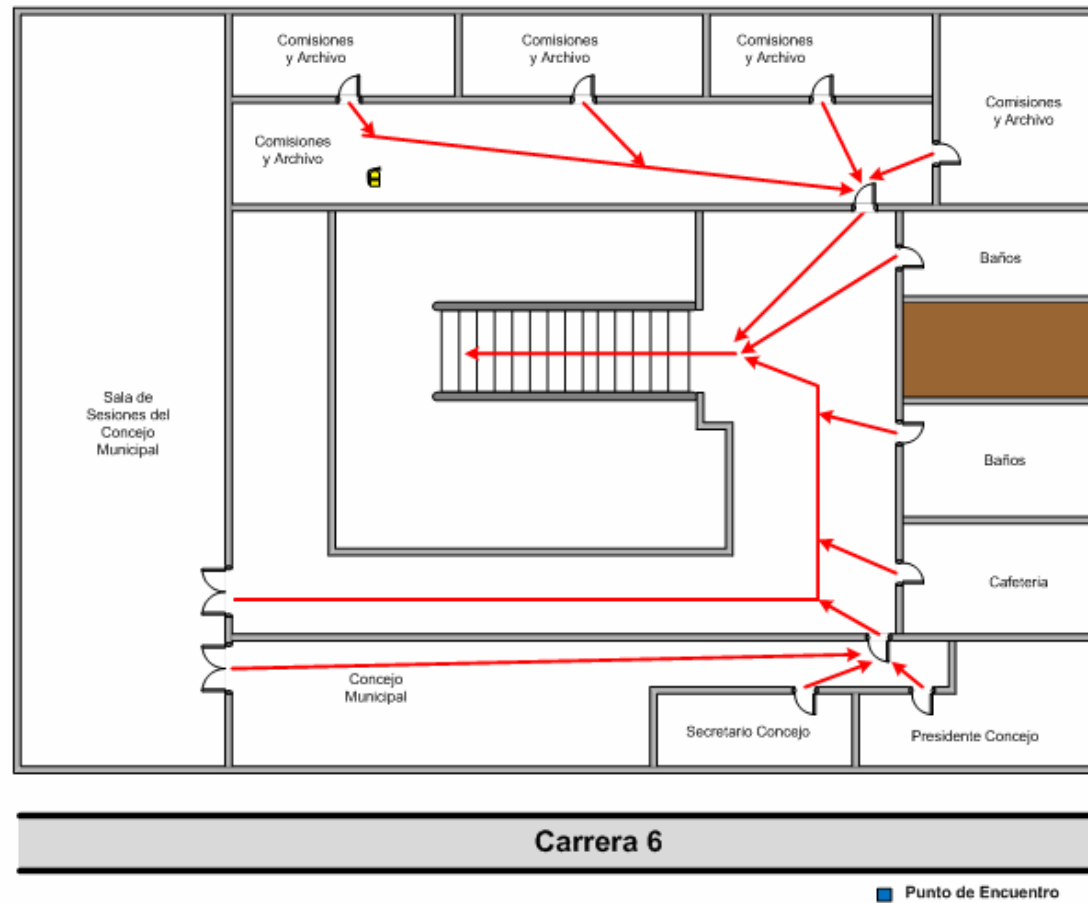 Comisiones
y Archivo
Comisiones
y Archivo
Comisiones
y Archivo
Comisiones
y Archivo
Comisiones
y Archivo
Baños
Sala de
Sesiones del
Concejo
Municipal
Baños
Cafeteria
Concejo
Municipal
Secretario Concejo
Presidente Concejo
Carrera 6
Punto de Encuentro